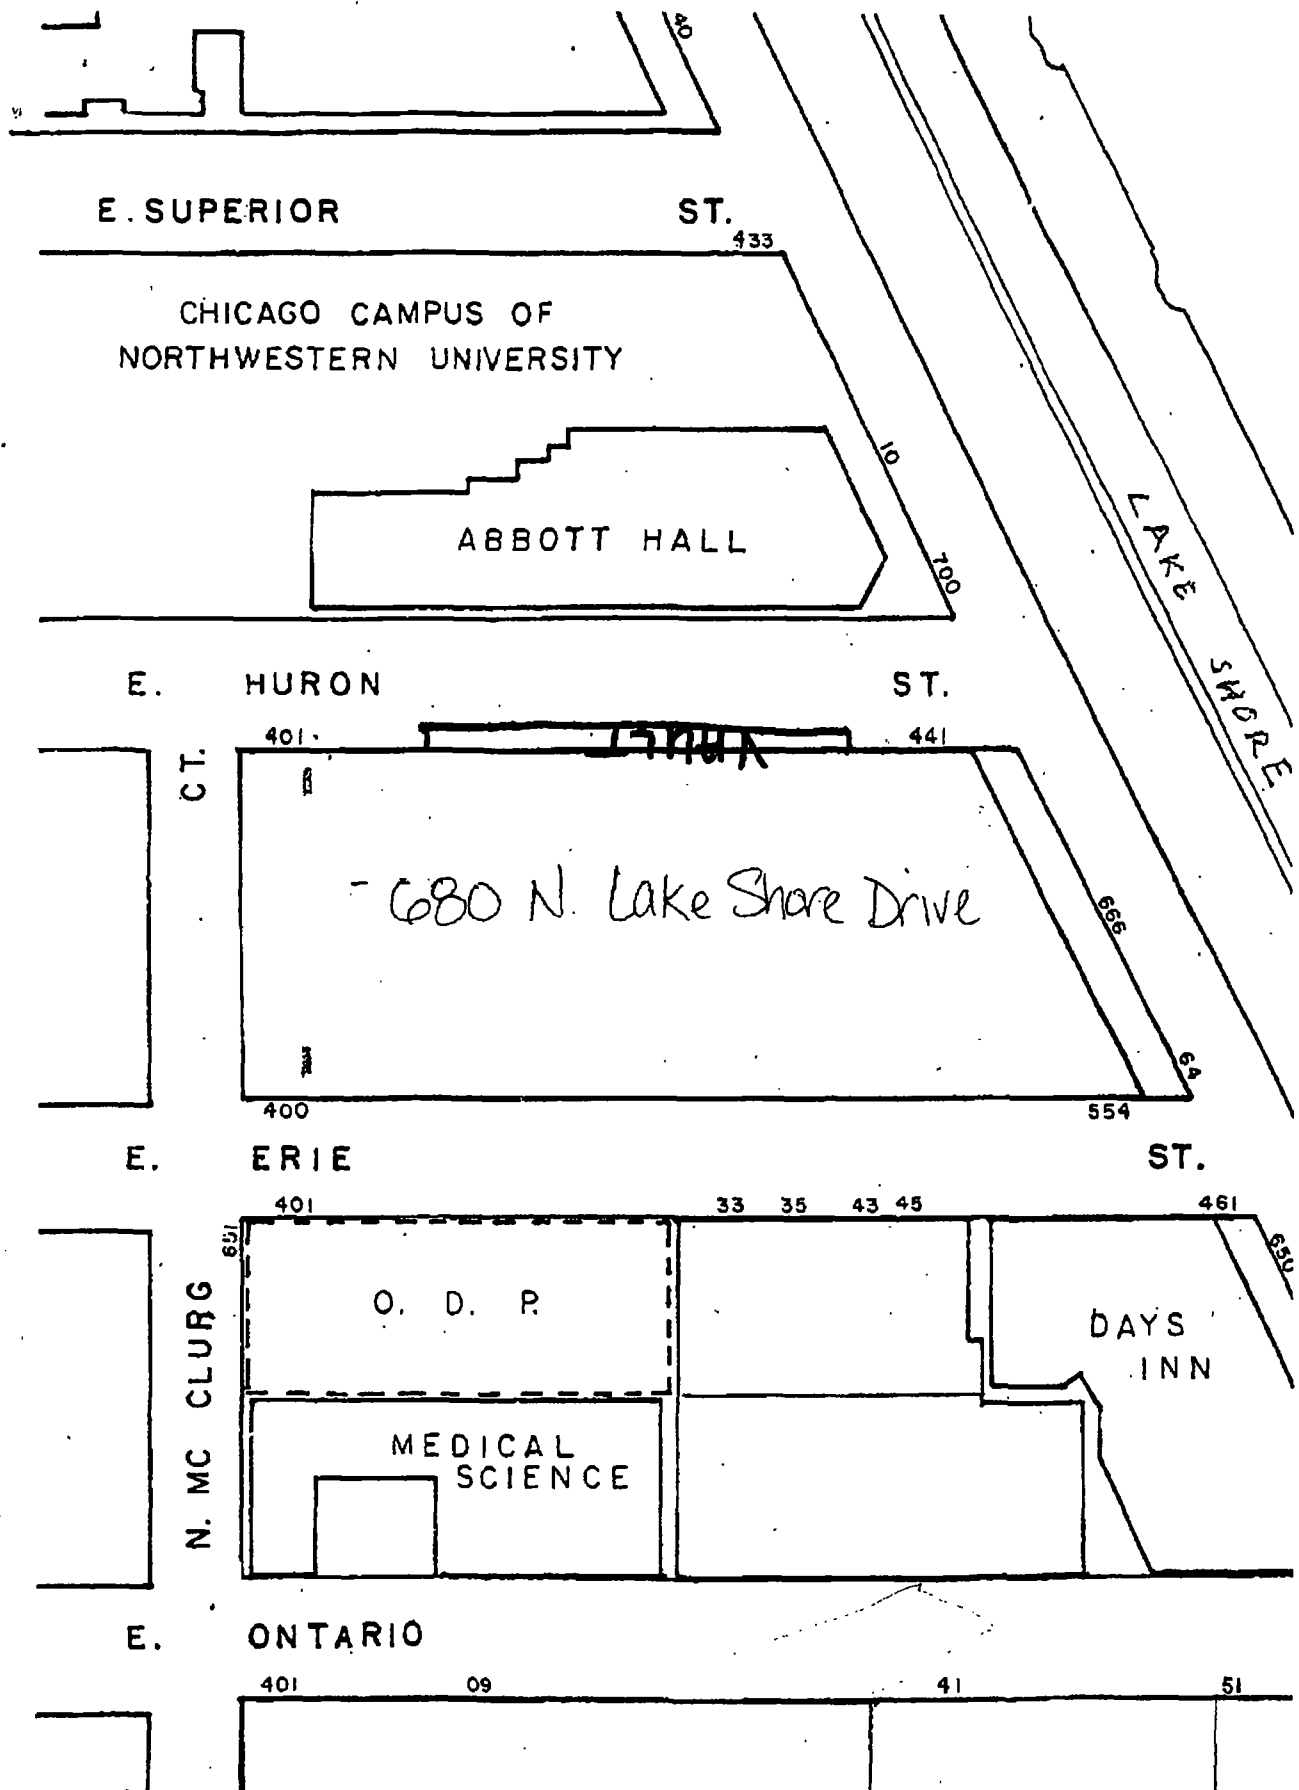 40
E. SUPERIOR ST.
433
CHICAGO CAMPUS OF
NORTHWESTERN UNIVERSITY
10
ABBOTT HALL
700
LAKE SHORE
E. HURON ST.
401
441
CT.
680 N. Lake Shore Drive
666
64
400
554
E. ERIE ST.
401
33 35 43 45
461
651
650
O. D. P.
N. MC CLURG
DAYS
INN
MEDICAL
SCIENCE
E. ONTARIO
401 09 41 51